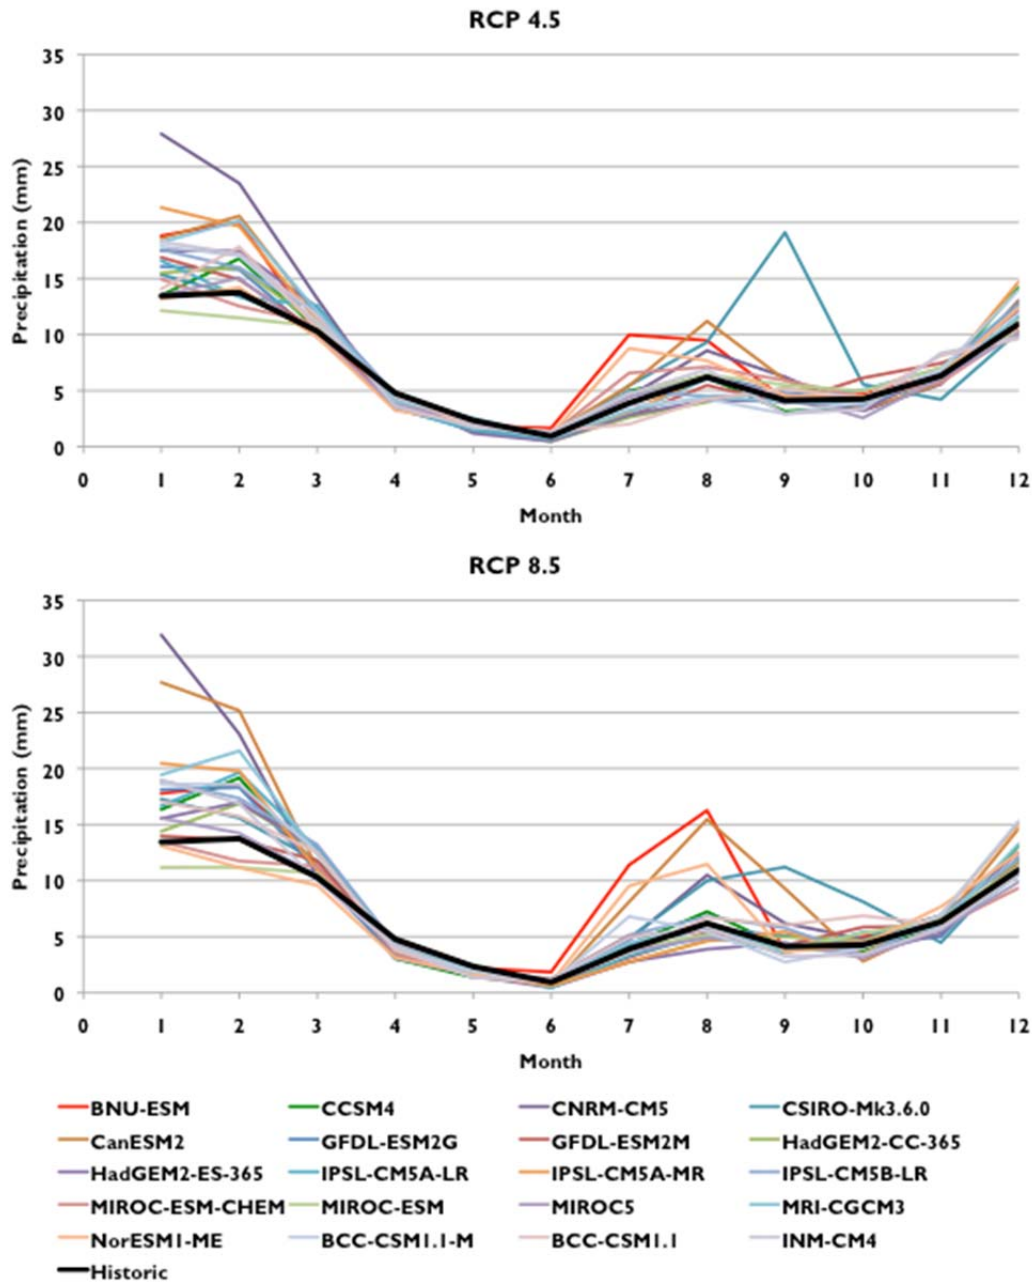 RCP 4.5
35
30
25
20
15
10
5
0
Precipitation (mm)
0 1 2 3 4 5 6 7 8 9 10 11 12
Month
RCP 8.5
35
30
25
20
15
10
5
0
Precipitation (mm)
0 1 2 3 4 5 6 7 8 9 10 11 12
Month
BNU-ESM CCSM4 CNRM-CM5 CSIRO-Mk3.6.0
CanESM2 GFDL-ESM2G GFDL-ESM2M HadGEM2-CC-365
HadGEM2-ES-365 IPSL-CM5A-LR IPSL-CM5A-MR IPSL-CM5B-LR
MIROC-ESM-CHEM MIROC-ESM MIROC5 MRI-CGCM3
NorESM1-ME BCC-CSM1.1-M BCC-CSM1.1 INM-CM4
Historic